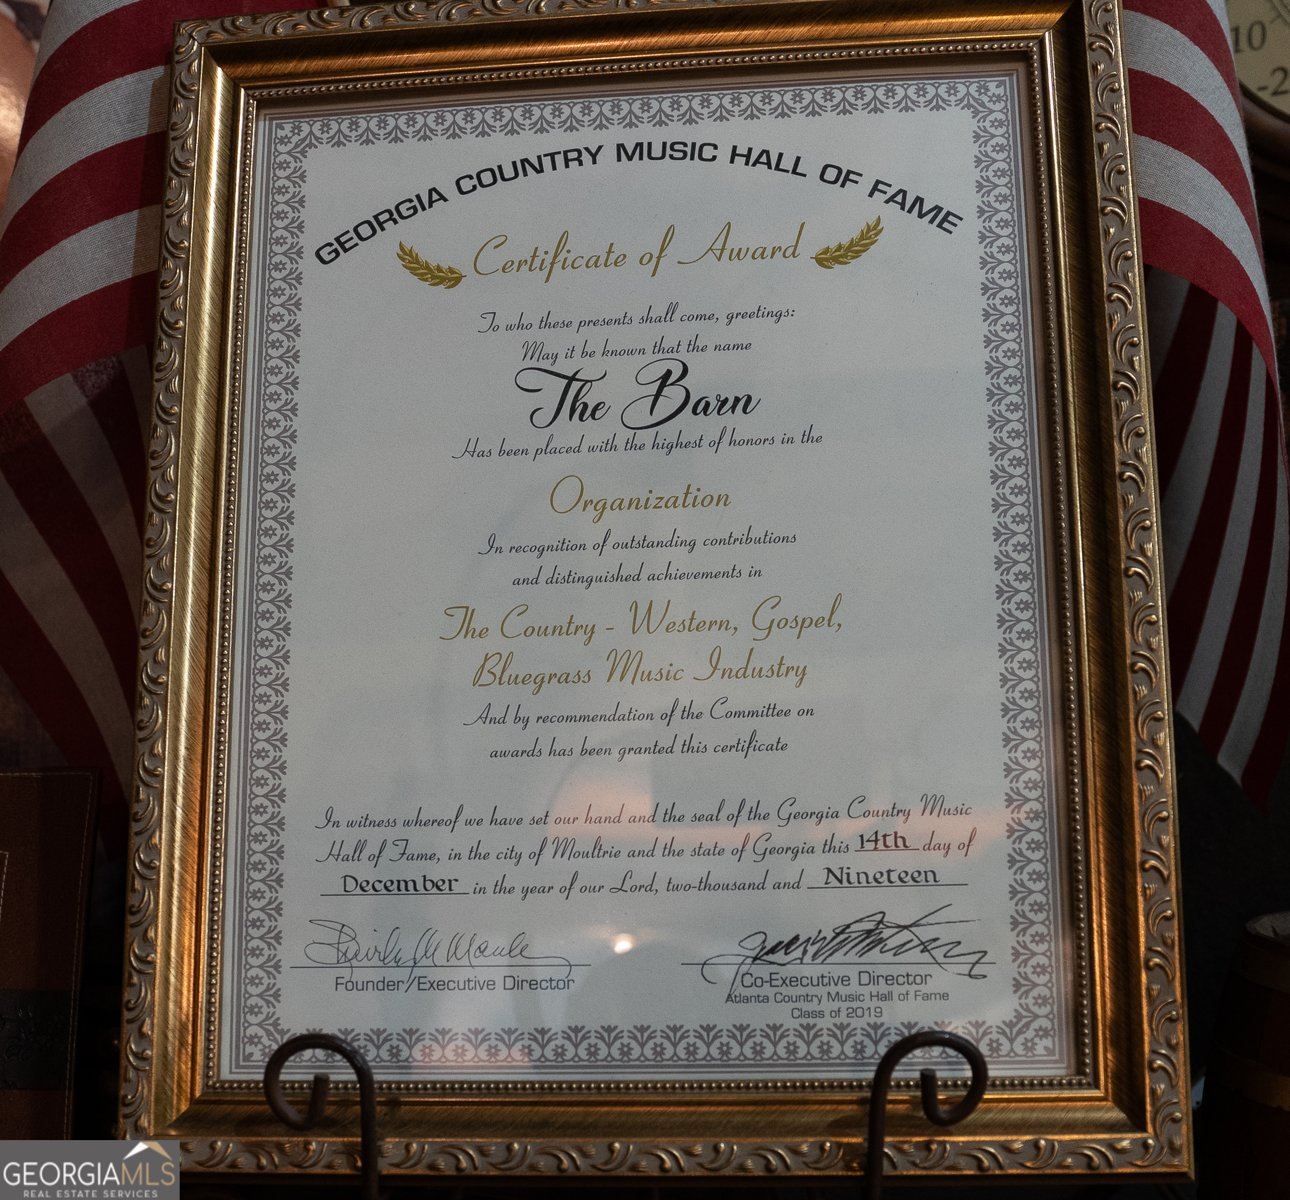 GEORGIA COUNTRY MUSIC HALL OF FAME
Certificate of Award
To who these presents shall come, greetings:
May it be known that the name
The Barn
Has been placed with the highest of honors in the
Organization
In recognition of outstanding contributions
and distinguished achievements in
The Country - Western, Gospel,
Bluegrass Music Industry
And by recommendation of the Committee on
awards has been granted this certificate
In witness whereof we have set our hand and the seal of the Georgia Country Music
Hall of Fame, in the city of Moultrie and the state of Georgia this 14th day of
December in the year of our Lord, two-thousand and Nineteen
Founder/Executive Director
Co-Executive Director
Atlanta Country Music Hall of Fame
Class of 2019
10
-2
GEORGIAMLS
REAL ESTATE SERVICES